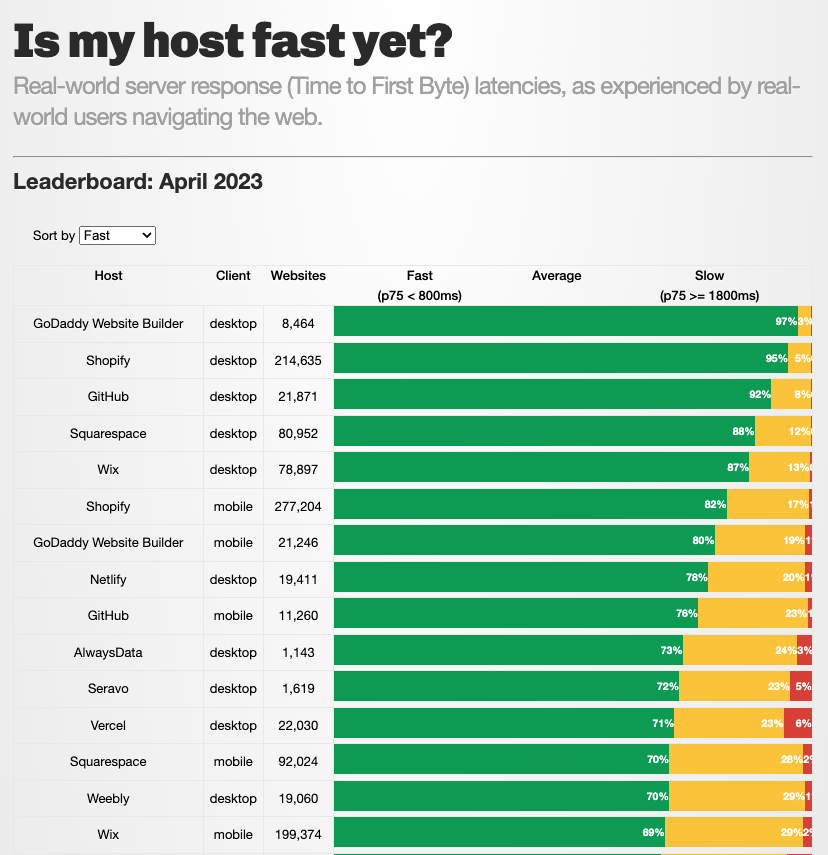 Is my host fast yet?
Real-world server response (Time to First Byte) latencies, as experienced by real-
world users navigating the web.
Leaderboard: April 2023
Sort by Fast
Host Client Websites Fast Average Slow
(p75 < 800ms) (p75 >= 1800ms)
GoDaddy Website Builder desktop 8,464 97% 3%
Shopify desktop 214,635 95% 5%
GitHub desktop 21,871 92% 8%
Squarespace desktop 80,952 88% 12%
Wix desktop 78,897 87% 13%
Shopify mobile 277,204 82% 17%
GoDaddy Website Builder mobile 21,246 80% 19% 1
Netlify desktop 19,411 78% 20% 1
GitHub mobile 11,260 76% 23%
AlwaysData desktop 1,143 73% 24% 3%
Seravo desktop 1,619 72% 23% 5%
Vercel desktop 22,030 71% 23% 6%
Squarespace mobile 92,024 70% 28% 2%
Weebly desktop 19,060 70% 29% 1
Wix mobile 199,374 69% 29% 2%